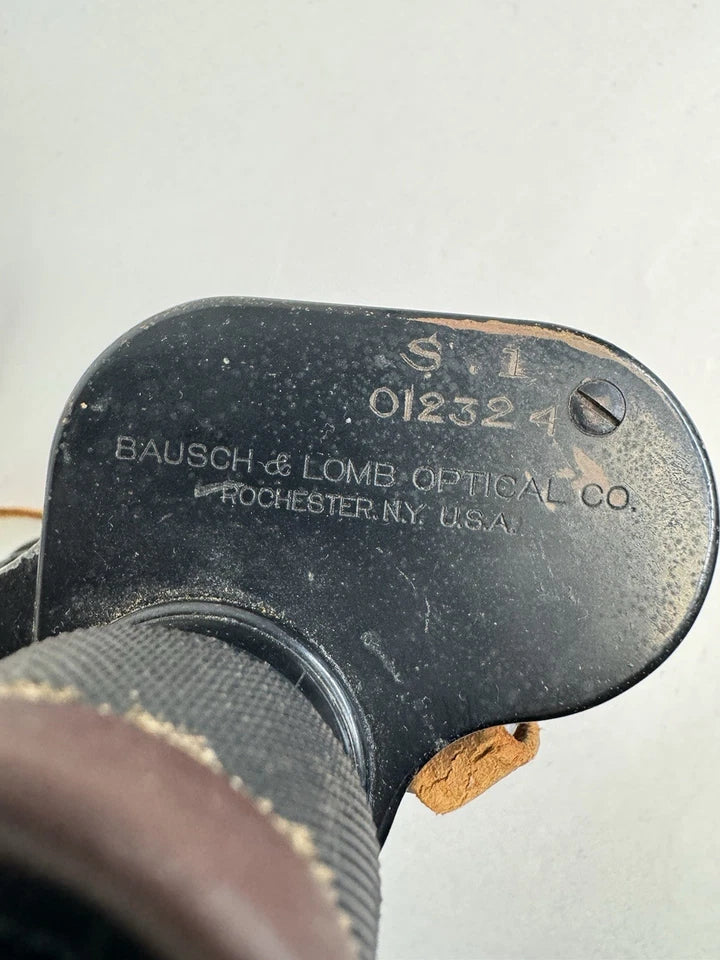 S. 1
012324
BAUSCH & LOMB OPTICAL CO.
ROCHESTER. N.Y. U.S.A.